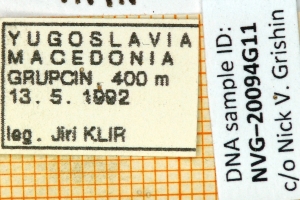 YUGOSLAVIA
MACEDONIA
GRUPCIN, 400 m
13. 5. 1992
leg. Jiri KLIR
DNA sample ID:
NVG–20094G11
c/o Nick V. Grishin